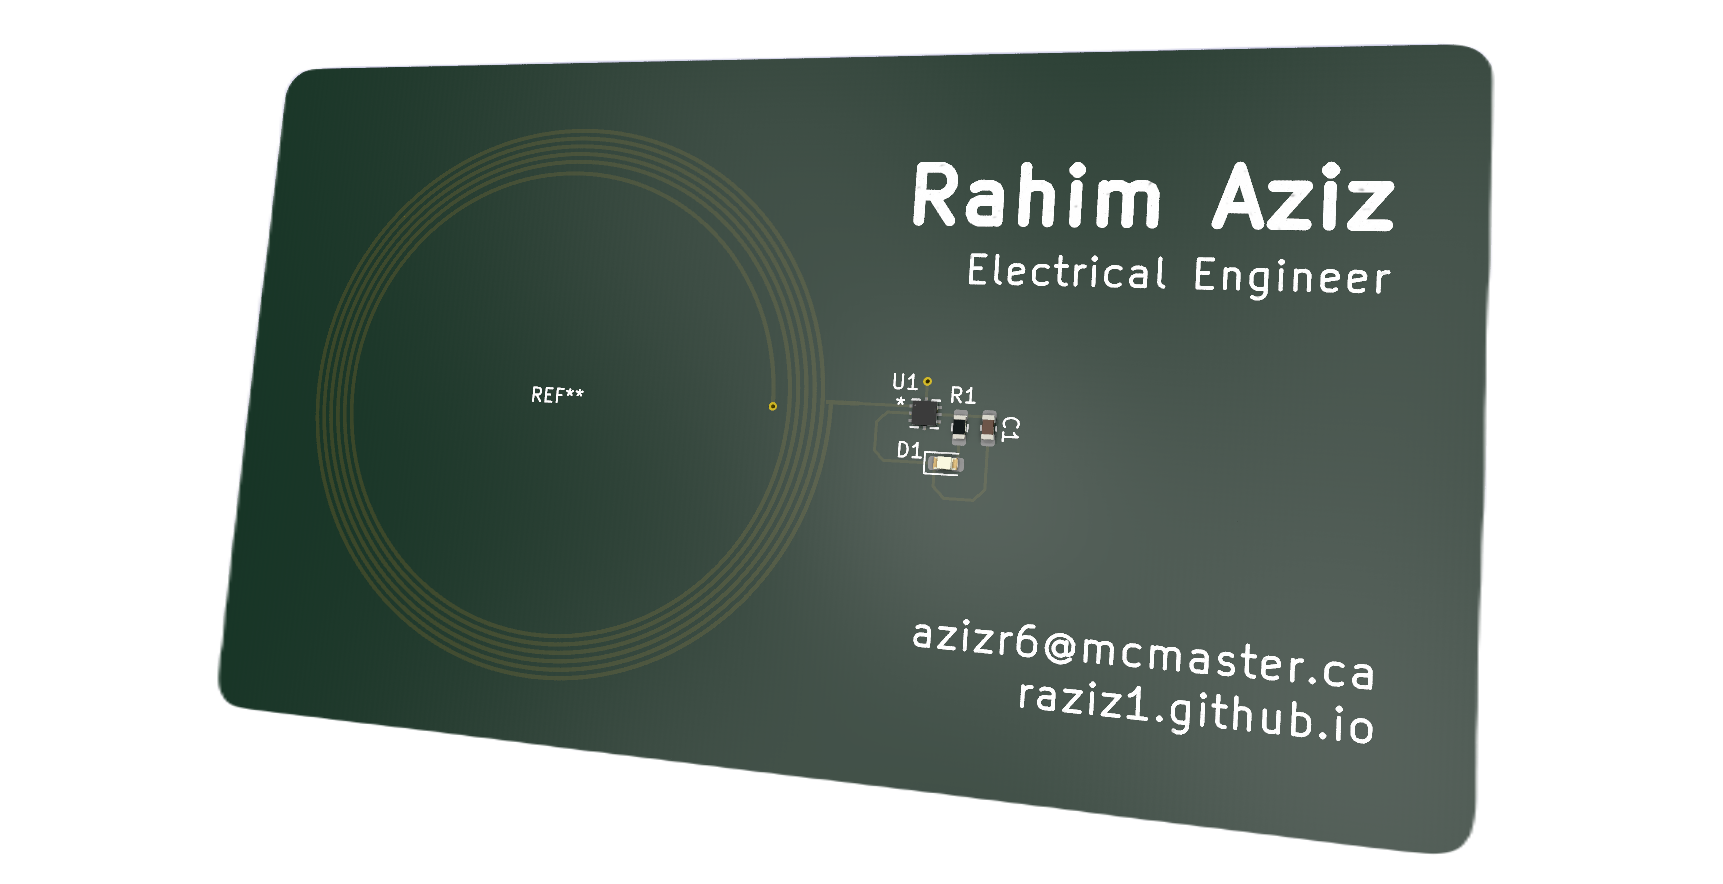 Rahim Aziz
Electrical Engineer
REF**
U1
*
R1
C1
D1
azizr6@mcmaster.ca
raziz1.github.io